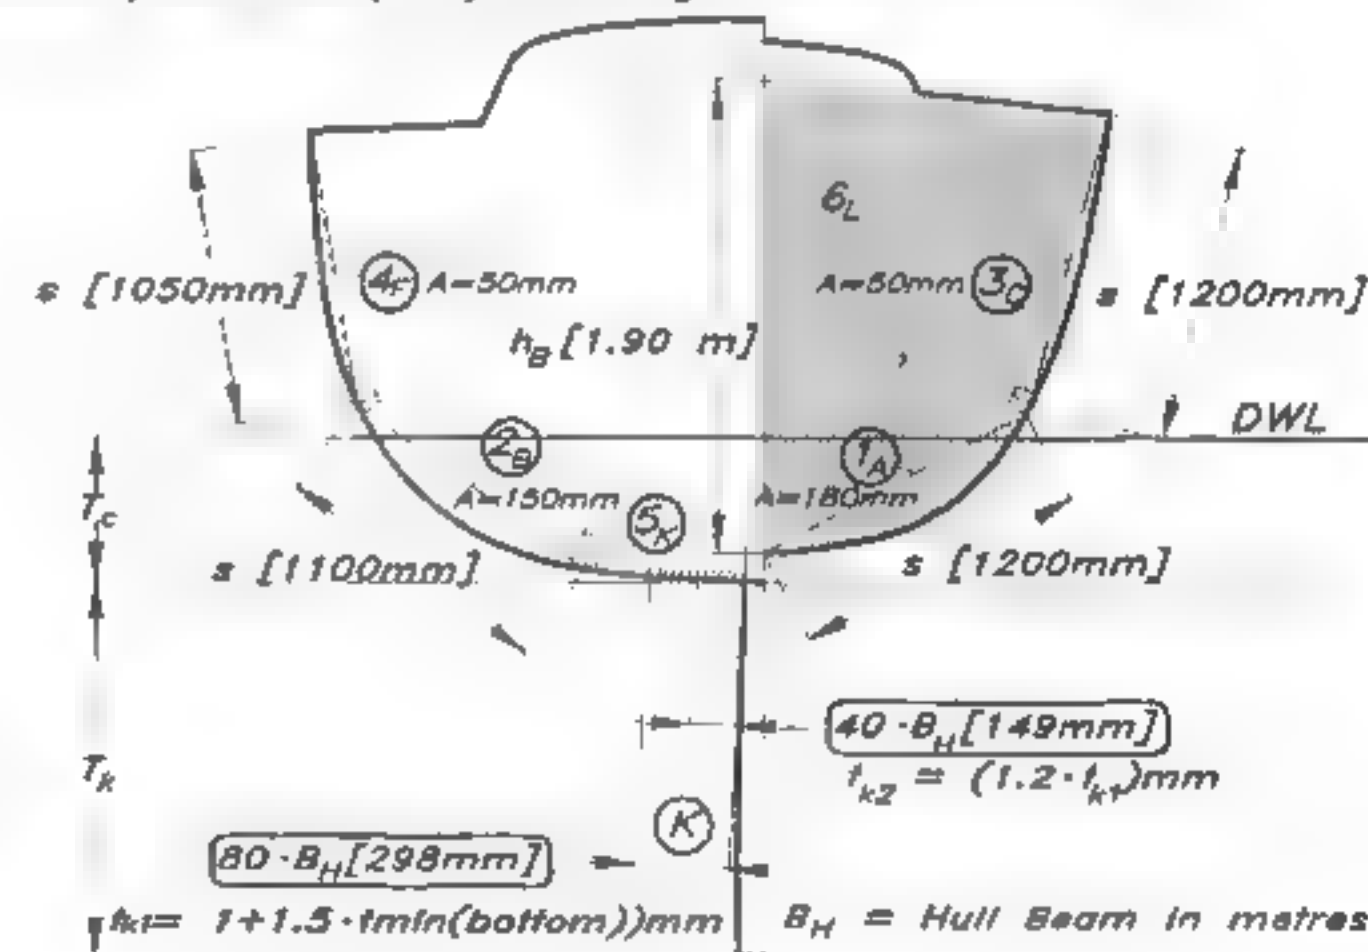 6L
4F A=50mm
A=50mm 3C
s [1050mm]
s [1200mm]
hB [1.90 m]
DWL
2B
1A
A=150mm
5K
A=180mm
Tc
s [1100mm]
s [1200mm]
40·BH [149mm]
Tk
tk2 = (1.2·tk1)mm
K
80·BH [298mm]
tk1= 1+1.5·tmin(bottom))mm
BH = Hull Beam in metres